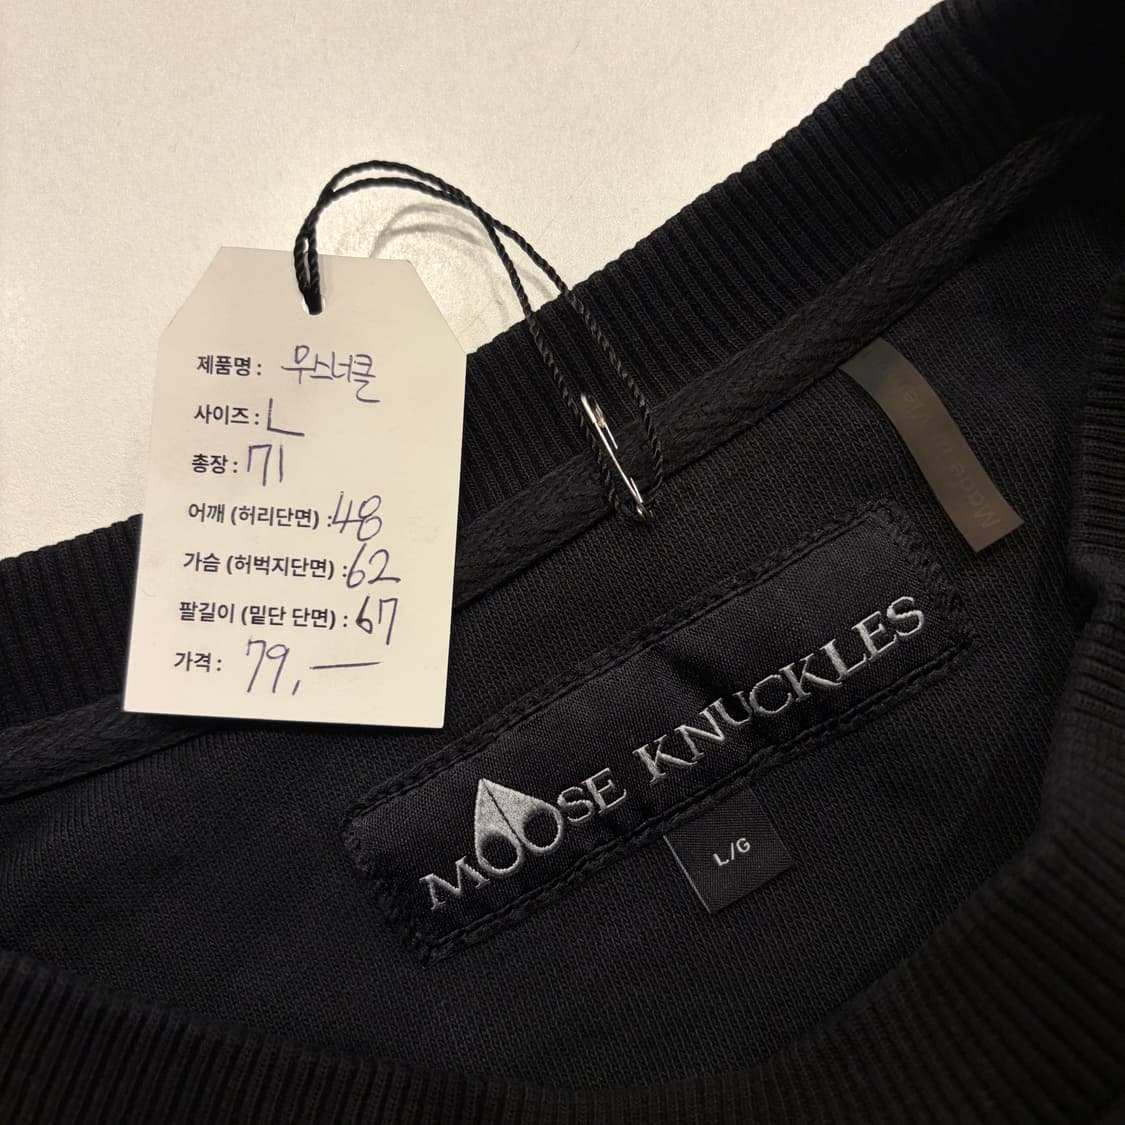 제품명 : 무스너클
사이즈 : L
총장 : 71
어깨 (허리단면) : 48
가슴 (허벅지단면) : 62
팔길이 (밑단 단면) : 67
가격 : 79,—
MOOSE KNUCKLES
L/G
Made in